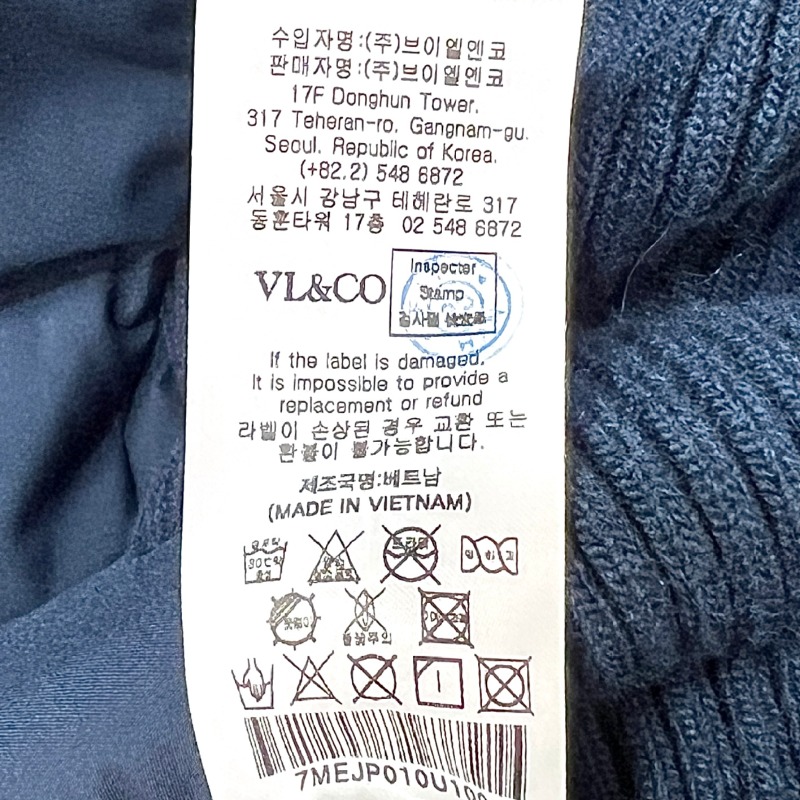 수입자명:(주)브이엘엔코
판매자명:(주)브이엘엔코
17F Donghun Tower,
317 Teheran-ro, Gangnam-gu,
Seoul, Republic of Korea.
(+82.2) 548 6872
서울시 강남구 테헤란로 317
동훈타워 17층 02 548 6872
VL&CO
Inspecter
Stamp
If the label is damaged,
It is impossible to provide a
replacement or refund
라벨이 손상된 경우 교환 또는
환불이 불가능합니다.
제조국명:베트남
(MADE IN VIETNAM)
드라이
7MEJP010U100